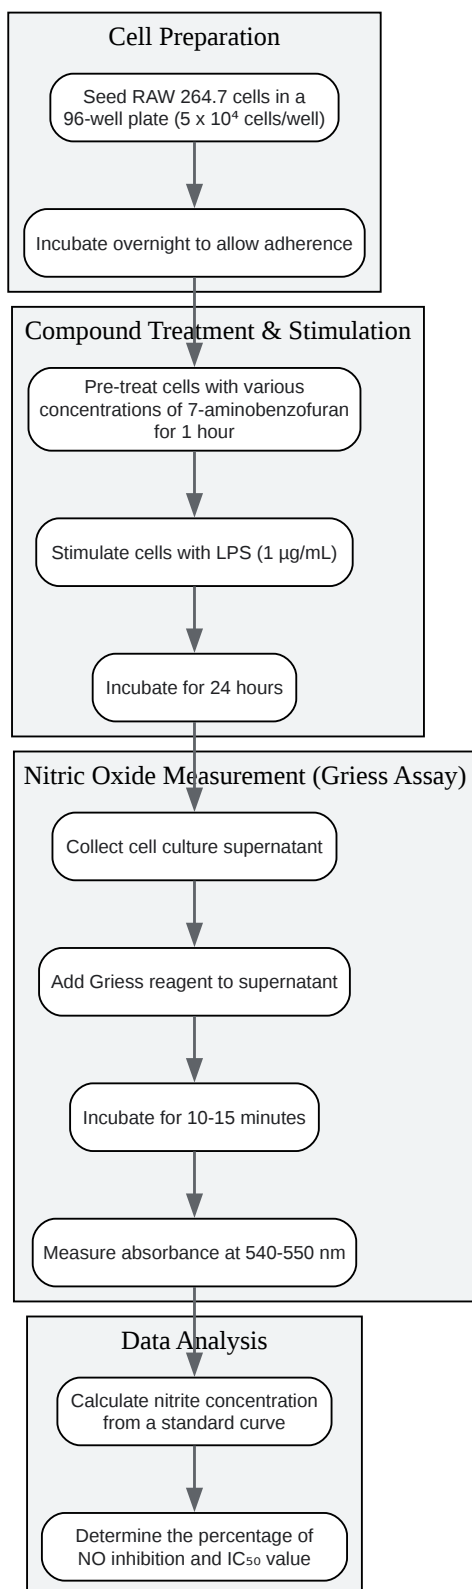 Cell Preparation
Seed RAW 264.7 cells in a
96-well plate (5 x 10⁴ cells/well)
Incubate overnight to allow adherence
Compound Treatment & Stimulation
Pre-treat cells with various
concentrations of 7-aminobenzofuran
for 1 hour
Stimulate cells with LPS (1 µg/mL)
Incubate for 24 hours
Nitric Oxide Measurement (Griess Assay)
Collect cell culture supernatant
Add Griess reagent to supernatant
Incubate for 10-15 minutes
Measure absorbance at 540-550 nm
Data Analysis
Calculate nitrite concentration
from a standard curve
Determine the percentage of
NO inhibition and IC₅₀ value